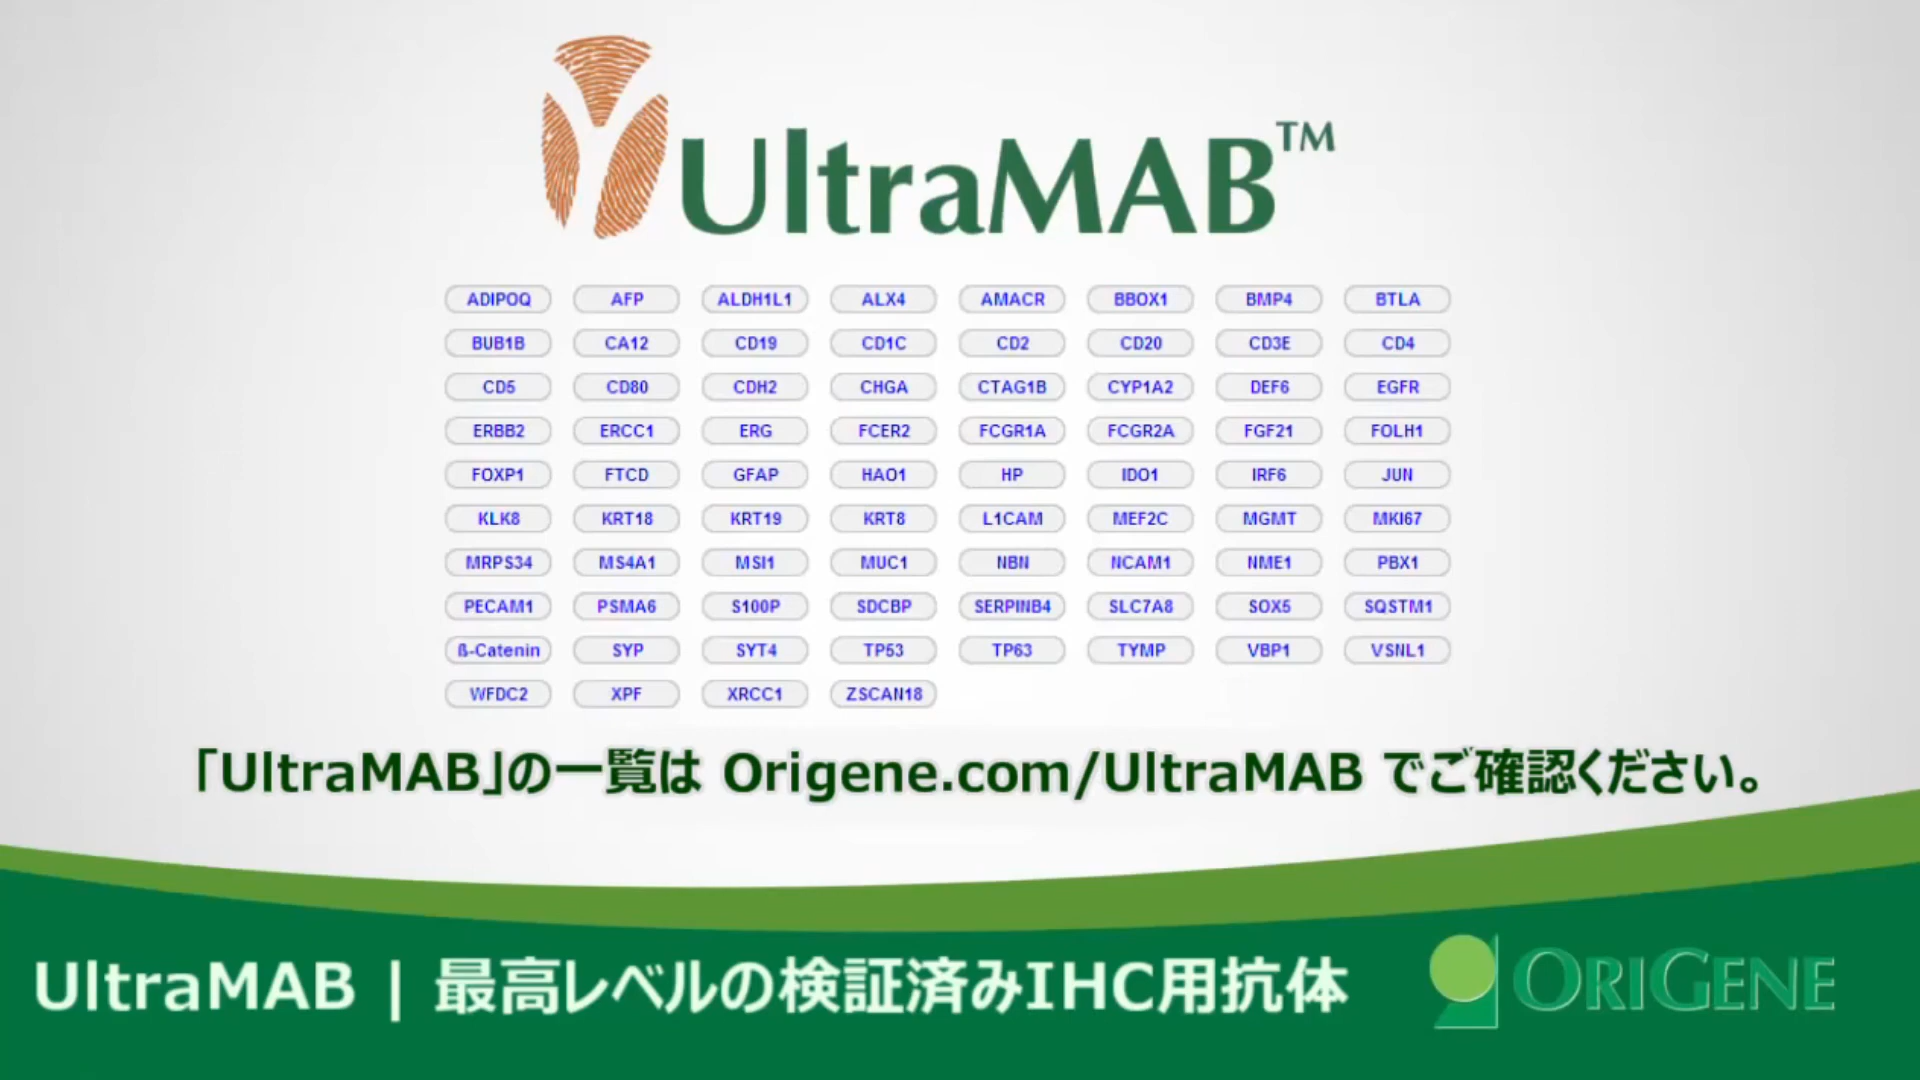 UltraMAB™
ADIPOQ AFP ALDH1L1 ALX4 AMACR BBOX1 BMP4 BTLA
BUB1B CA12 CD19 CD1C CD2 CD20 CD3E CD4
CD5 CD80 CDH2 CHGA CTAG1B CYP1A2 DEF6 EGFR
ERBB2 ERCC1 ERG FCER2 FCGR1A FCGR2A FGF21 FOLH1
FOXP1 FTCD GFAP HAO1 HP IDO1 IRF6 JUN
KLK8 KRT18 KRT19 KRT8 L1CAM MEF2C MGMT MKI67
MRPS34 MS4A1 MSI1 MUC1 NBN NCAM1 NME1 PBX1
PECAM1 PSMA6 S100P SDCBP SERPINB4 SLC7A8 SOX5 SQSTM1
ß-Catenin SYP SYT4 TP53 TP63 TYMP VBP1 VSNL1
WFDC2 XPF XRCC1 ZSCAN18
「UltraMAB」の一覧は Origene.com/UltraMAB でご確認ください。
UltraMAB | 最高レベルの検証済みIHC用抗体
ORIGENE